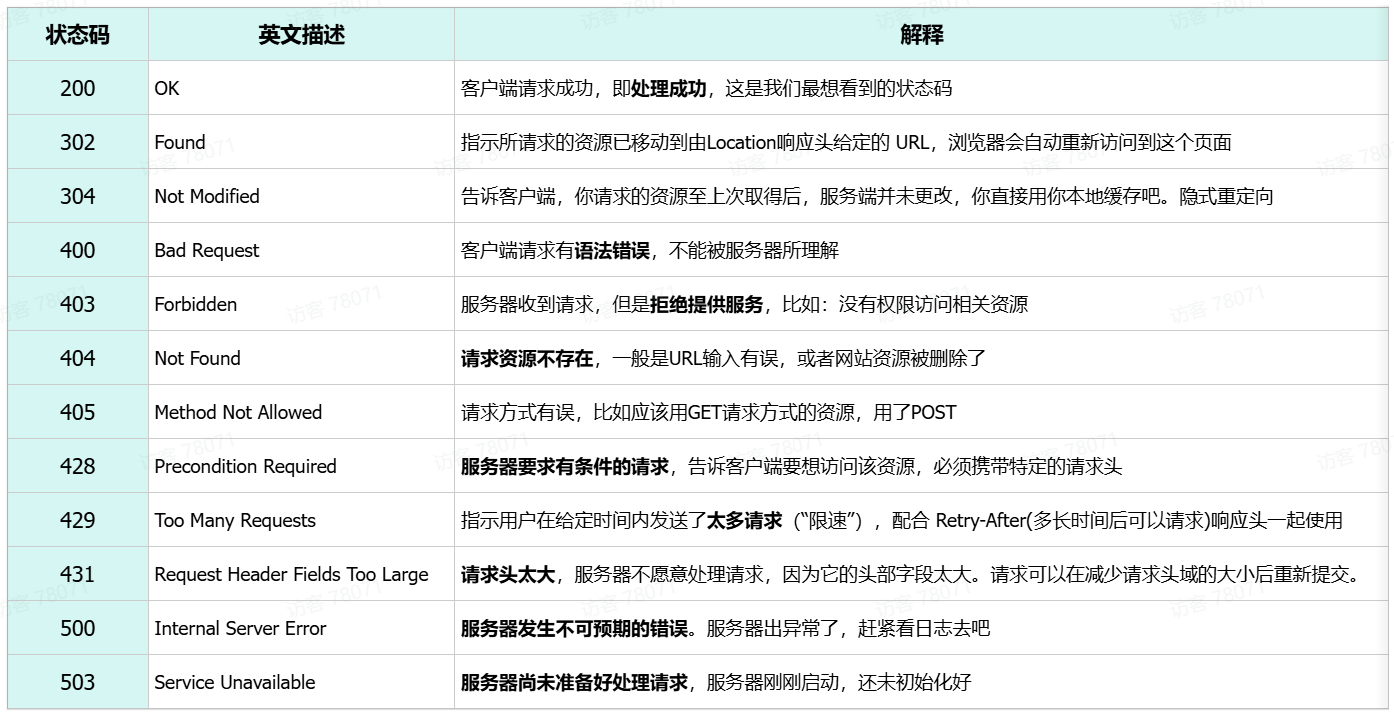 状态码 英文描述 解释
200 OK 客户端请求成功，即处理成功，这是我们最想看到的状态码
302 Found 指示所请求的资源已移动到由Location响应头给定的 URL，浏览器会自动重新访问到这个页面
304 Not Modified 告诉客户端，你请求的资源至上次取得后，服务端并未更改，你直接用你本地缓存吧。隐式重定向
400 Bad Request 客户端请求有语法错误，不能被服务器所理解
403 Forbidden 服务器收到请求，但是拒绝提供服务，比如：没有权限访问相关资源
404 Not Found 请求资源不存在，一般是URL输入有误，或者网站资源被删除了
405 Method Not Allowed 请求方式有误，比如应该用GET请求方式的资源，用了POST
428 Precondition Required 服务器要求有条件的请求，告诉客户端要想访问该资源，必须携带特定的请求头
429 Too Many Requests 指示用户在给定时间内发送了太多请求（“限速”），配合 Retry-After(多长时间后可以请求)响应头一起使用
431 Request Header Fields Too Large 请求头太大，服务器不愿意处理请求，因为它的头部字段太大。请求可以在减少请求头域的大小后重新提交。
500 Internal Server Error 服务器发生不可预期的错误。服务器出异常了，赶紧看日志去吧
503 Service Unavailable 服务器尚未准备好处理请求，服务器刚刚启动，还未初始化好
访客 78071